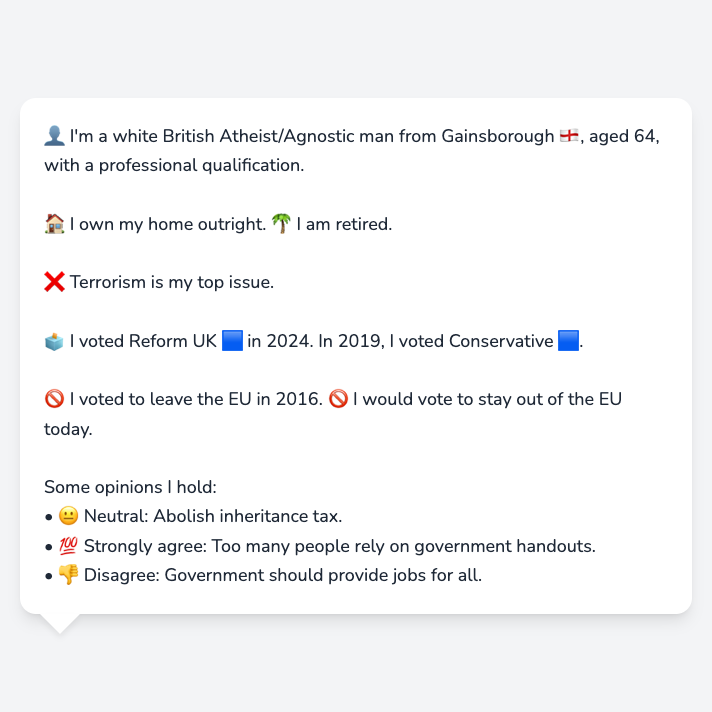 👤 I'm a white British Atheist/Agnostic man from Gainsborough 🏴󠁧󠁢󠁥󠁮󠁧󠁿, aged 64,
with a professional qualification.
🏠 I own my home outright. 🌴 I am retired.
❌ Terrorism is my top issue.
🗳️ I voted Reform UK 🟦 in 2024. In 2019, I voted Conservative 🟦.
🚫 I voted to leave the EU in 2016. 🚫 I would vote to stay out of the EU
today.
Some opinions I hold:
• 😐 Neutral: Abolish inheritance tax.
• 💯 Strongly agree: Too many people rely on government handouts.
• 👎 Disagree: Government should provide jobs for all.